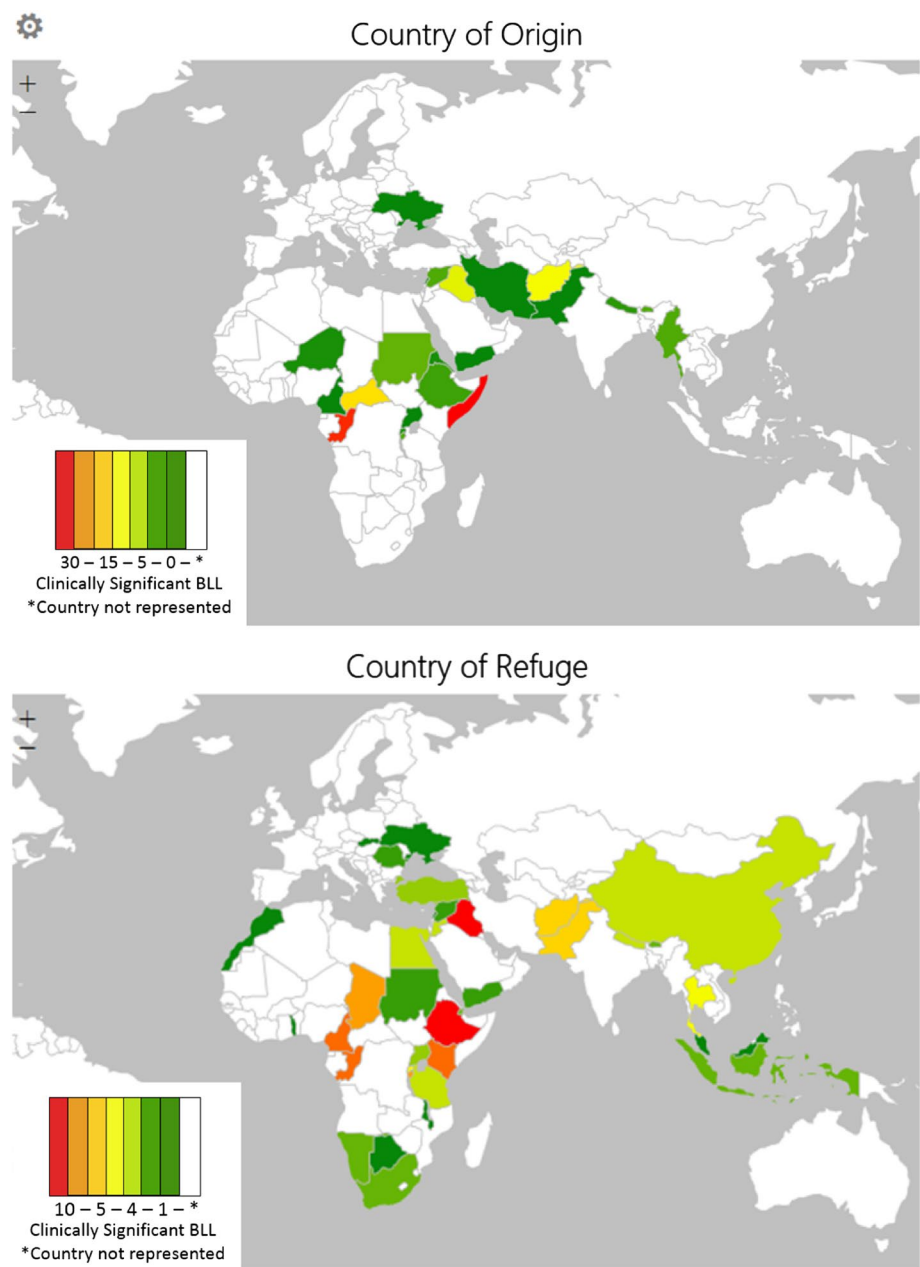 Country of Origin
+
−
30 – 15 – 5 – 0 – *
Clinically Significant BLL
*Country not represented
Country of Refuge
+
−
10 – 5 – 4 – 1 – *
Clinically Significant BLL
*Country not represented